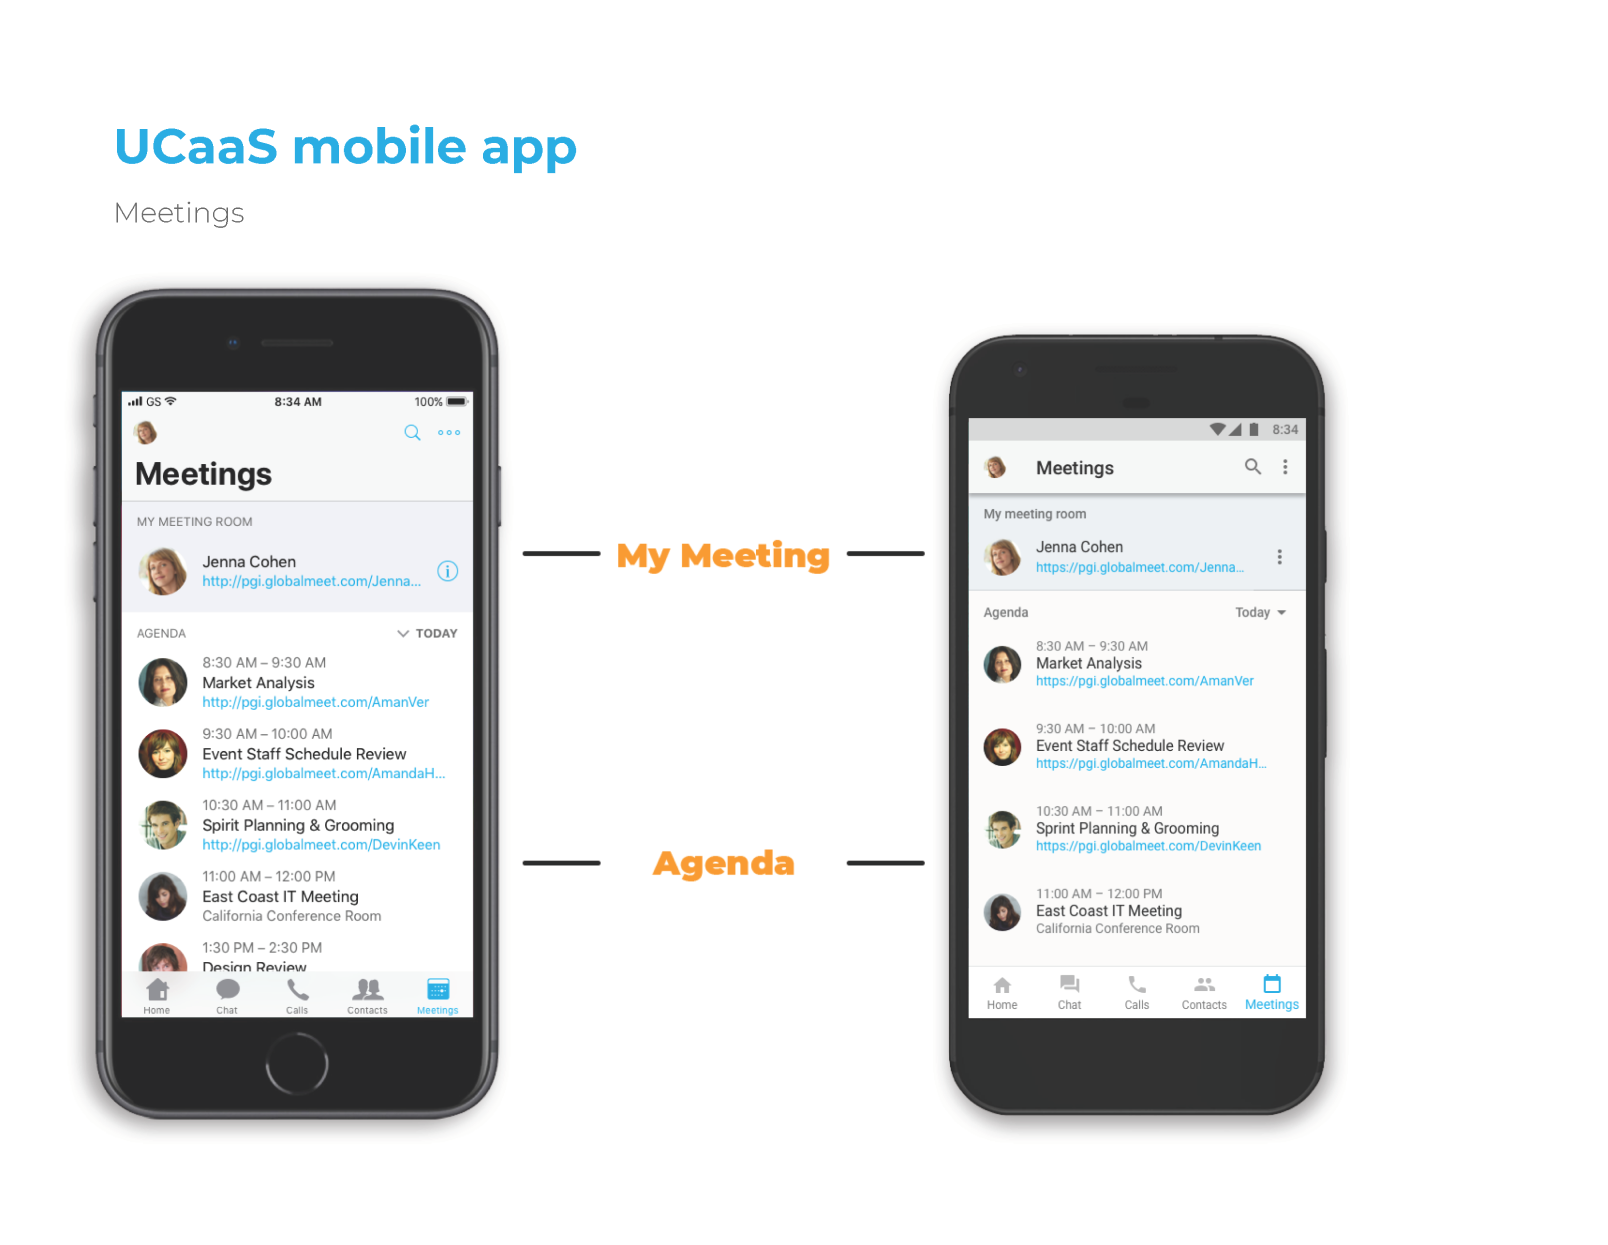 UCaaS mobile app
Meetings
GS
8:34 AM
100%
Meetings
MY MEETING ROOM
Jenna Cohen
http://pgi.globalmeet.com/Jenna...
AGENDA
TODAY
8:30 AM – 9:30 AM
Market Analysis
http://pgi.globalmeet.com/AmanVer
9:30 AM – 10:00 AM
Event Staff Schedule Review
http://pgi.globalmeet.com/AmandaH...
10:30 AM – 11:00 AM
Spirit Planning & Grooming
http://pgi.globalmeet.com/DevinKeen
11:00 AM – 12:00 PM
East Coast IT Meeting
California Conference Room
1:30 PM – 2:30 PM
Design Review
Home
Chat
Calls
Contacts
Meetings
My Meeting
Agenda
8:34
Meetings
My meeting room
Jenna Cohen
https://pgi.globalmeet.com/Jenna...
Agenda
Today
8:30 AM – 9:30 AM
Market Analysis
https://pgi.globalmeet.com/AmanVer
9:30 AM – 10:00 AM
Event Staff Schedule Review
https://pgi.globalmeet.com/AmandaH...
10:30 AM – 11:00 AM
Sprint Planning & Grooming
https://pgi.globalmeet.com/DevinKeen
11:00 AM – 12:00 PM
East Coast IT Meeting
California Conference Room
Home
Chat
Calls
Contacts
Meetings